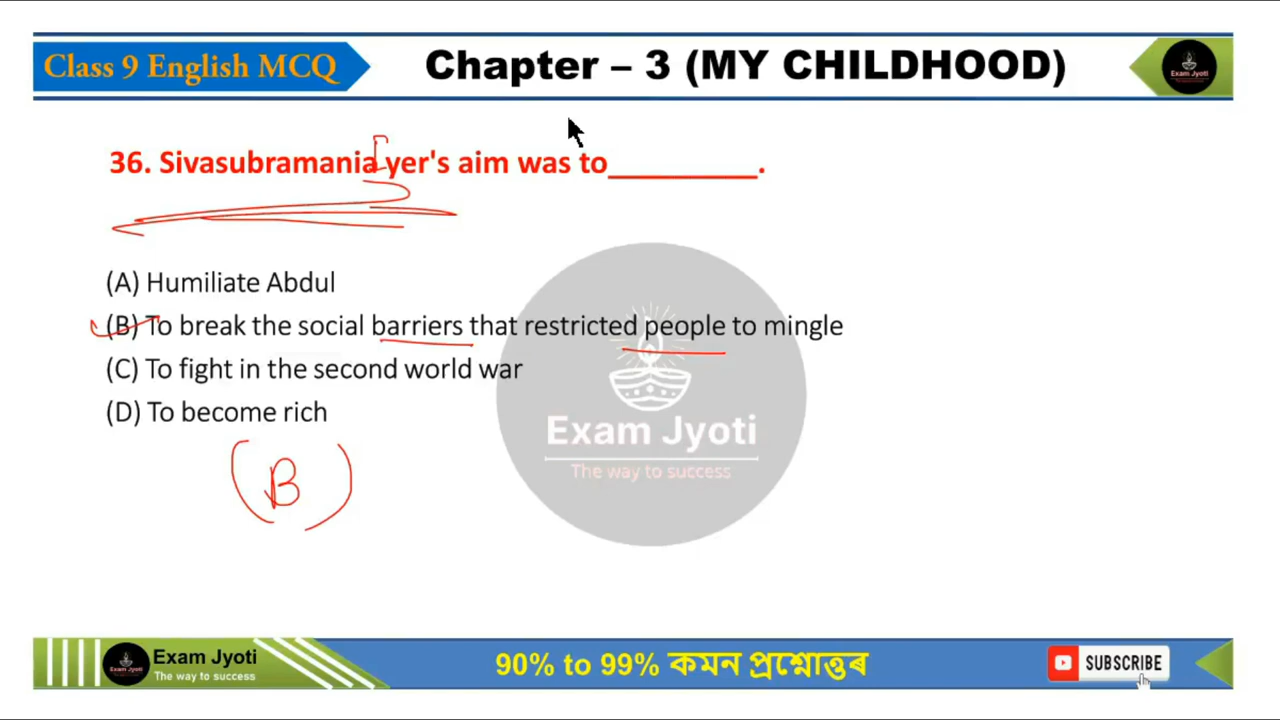 Class 9 English MCQ
Chapter – 3 (MY CHILDHOOD)
Exam Jyoti
36. Sivasubramania Iyer's aim was to__________.
(A) Humiliate Abdul
(B) To break the social barriers that restricted people to mingle
(C) To fight in the second world war
(D) To become rich
(B)
Exam Jyoti
The way to success
Exam Jyoti
The way to success
90% to 99% কমন প্ৰশ্নোত্তৰ
SUBSCRIBE